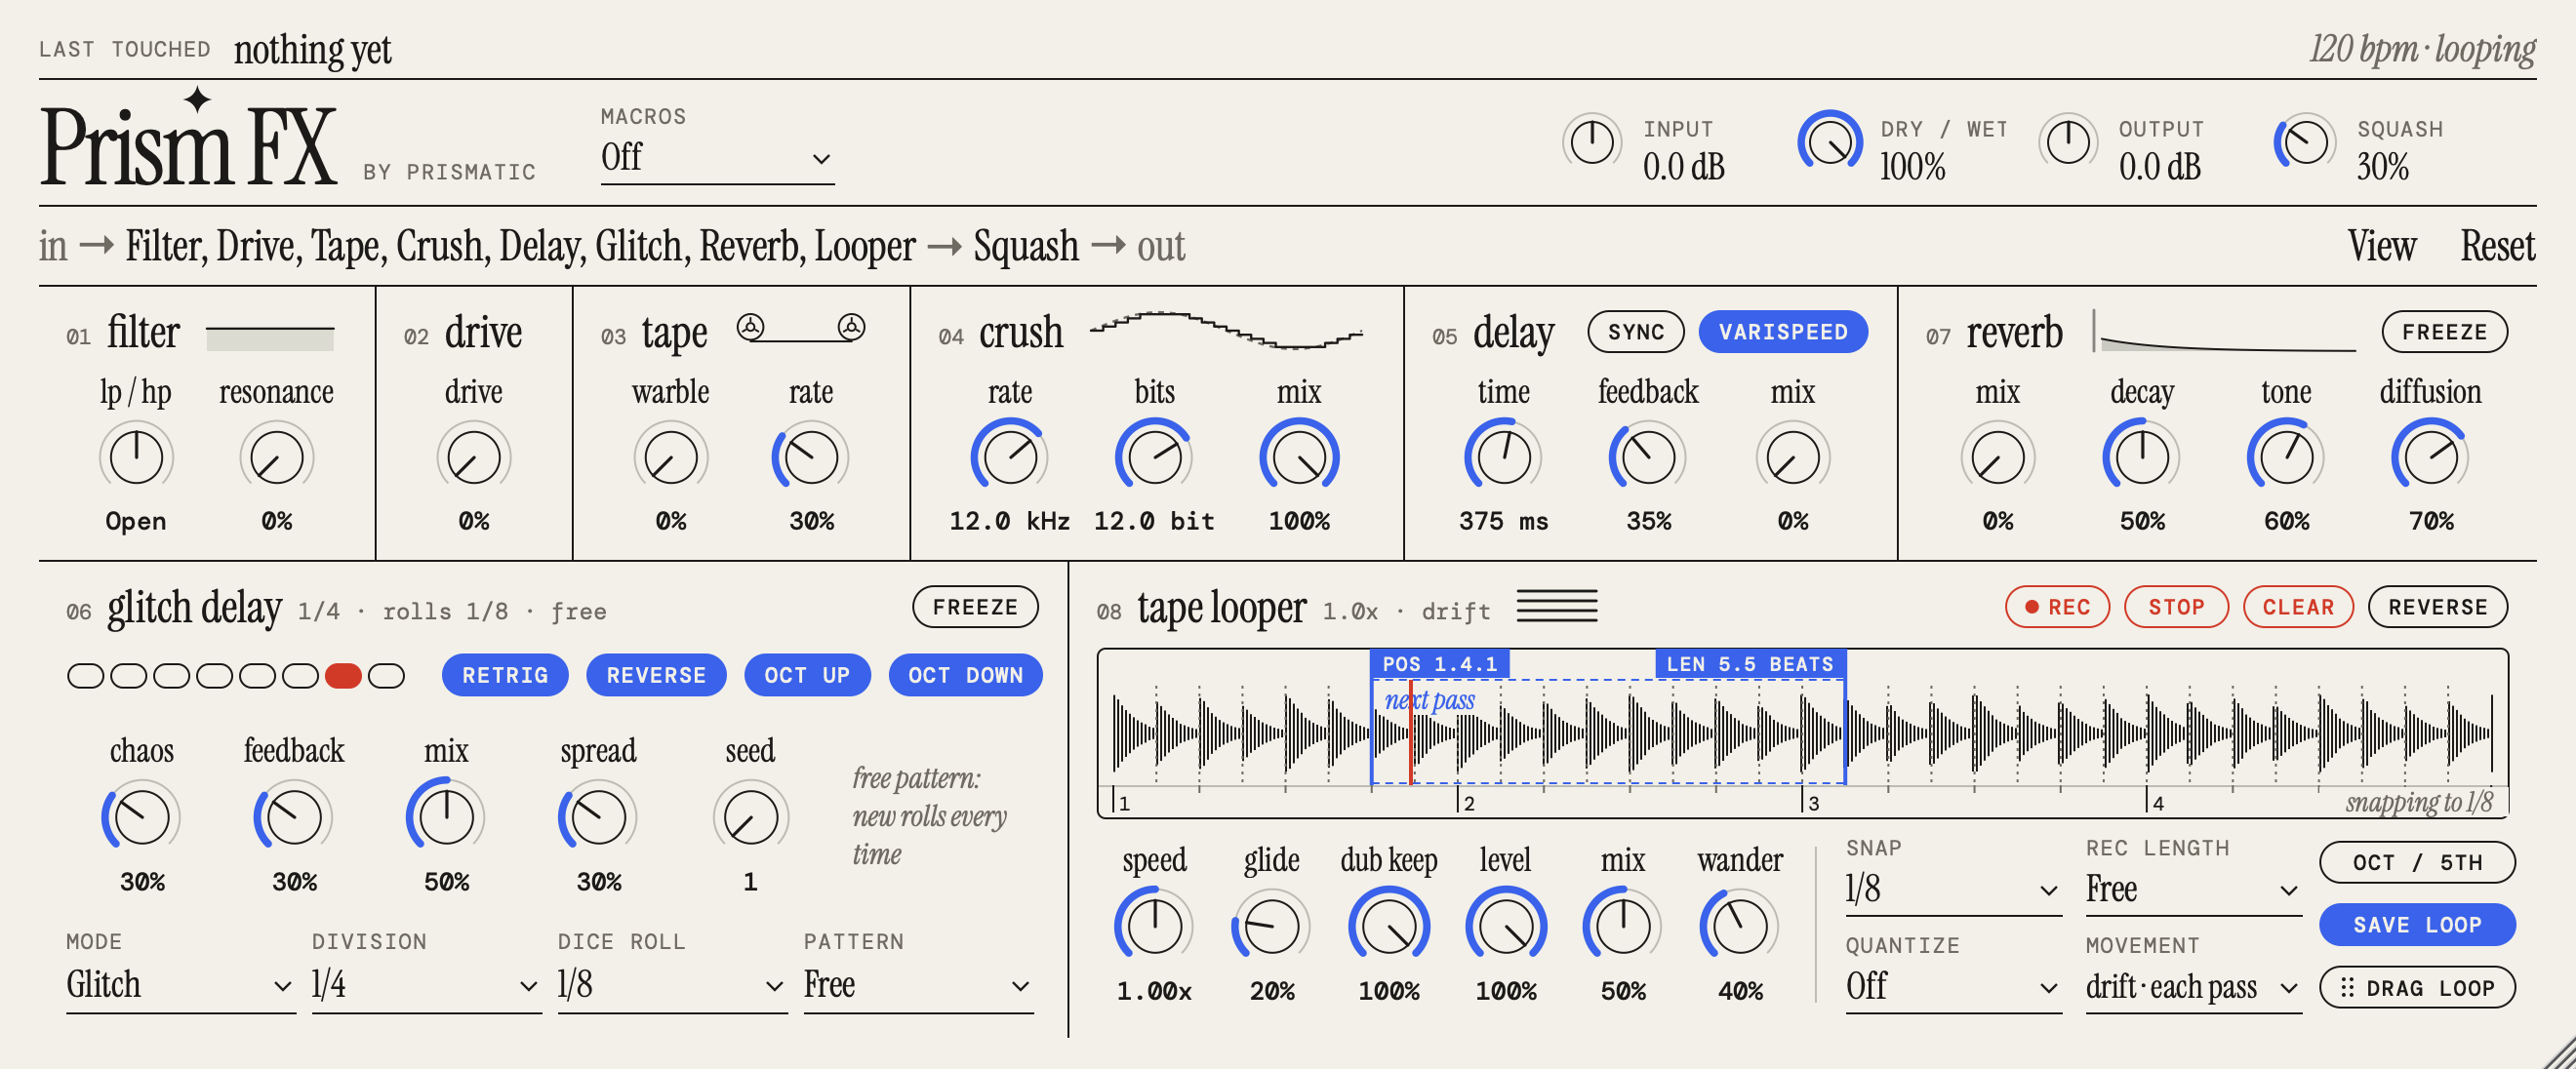 LAST TOUCHED nothing yet
120 bpm · looping
Prism FX BY PRISMATIC
MACROS
Off
INPUT
0.0 dB
DRY / WET
100%
OUTPUT
0.0 dB
SQUASH
30%
in → Filter, Drive, Tape, Crush, Delay, Glitch, Reverb, Looper → Squash → out
View Reset
01 filter
lp / hp resonance
Open 0%
02 drive
drive
0%
03 tape
warble rate
0% 30%
04 crush
rate bits mix
12.0 kHz 12.0 bit 100%
05 delay SYNC VARISPEED
time feedback mix
375 ms 35% 0%
07 reverb FREEZE
mix decay tone diffusion
0% 50% 60% 70%
06 glitch delay 1/4 · rolls 1/8 · free FREEZE
RETRIG REVERSE OCT UP OCT DOWN
chaos feedback mix spread seed
30% 30% 50% 30% 1
free pattern:
new rolls every
time
MODE DIVISION DICE ROLL PATTERN
Glitch 1/4 1/8 Free
08 tape looper 1.0x · drift REC STOP CLEAR REVERSE
POS 1.4.1 LEN 5.5 BEATS
next pass
1 2 3 4 snapping to 1/8
speed glide dub keep level mix wander
1.00x 20% 100% 100% 50% 40%
SNAP REC LENGTH
1/8 Free
QUANTIZE MOVEMENT
Off drift · each pass
OCT / 5TH
SAVE LOOP
DRAG LOOP